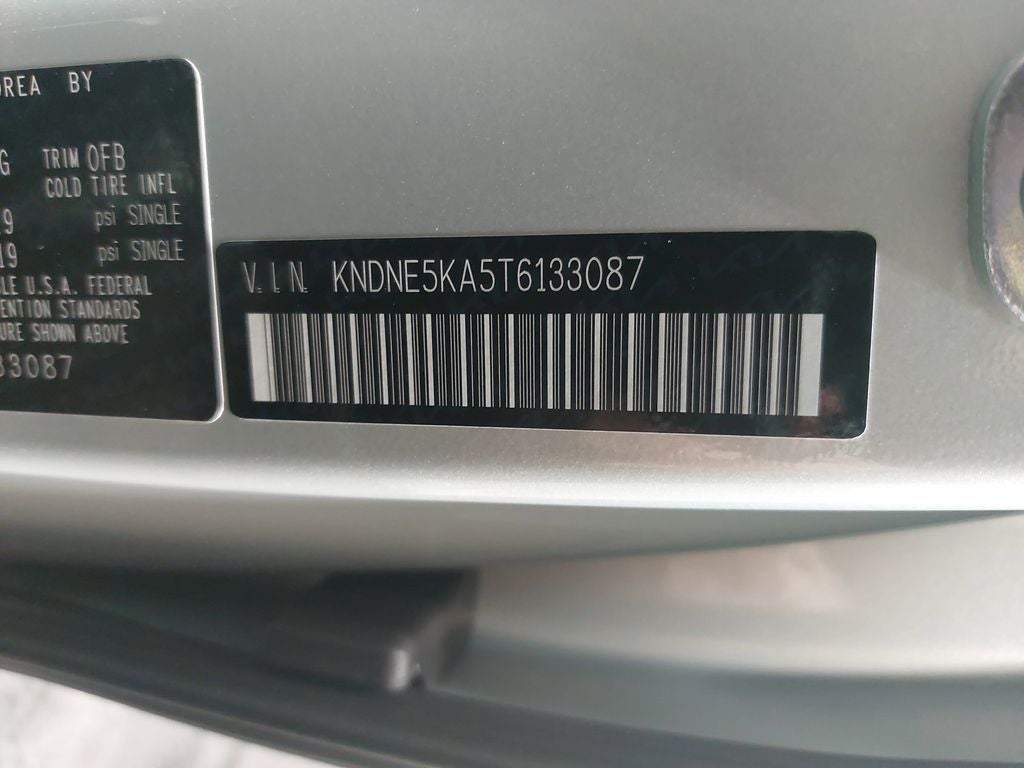 OREA BY
G TRIM OFB
COLD TIRE INFL
9 psi SINGLE
19 psi SINGLE
LE U.S.A. FEDERAL
ENTION STANDARDS
URE SHOWN ABOVE
33087
V.I.N. KNDNE5KA5T6133087